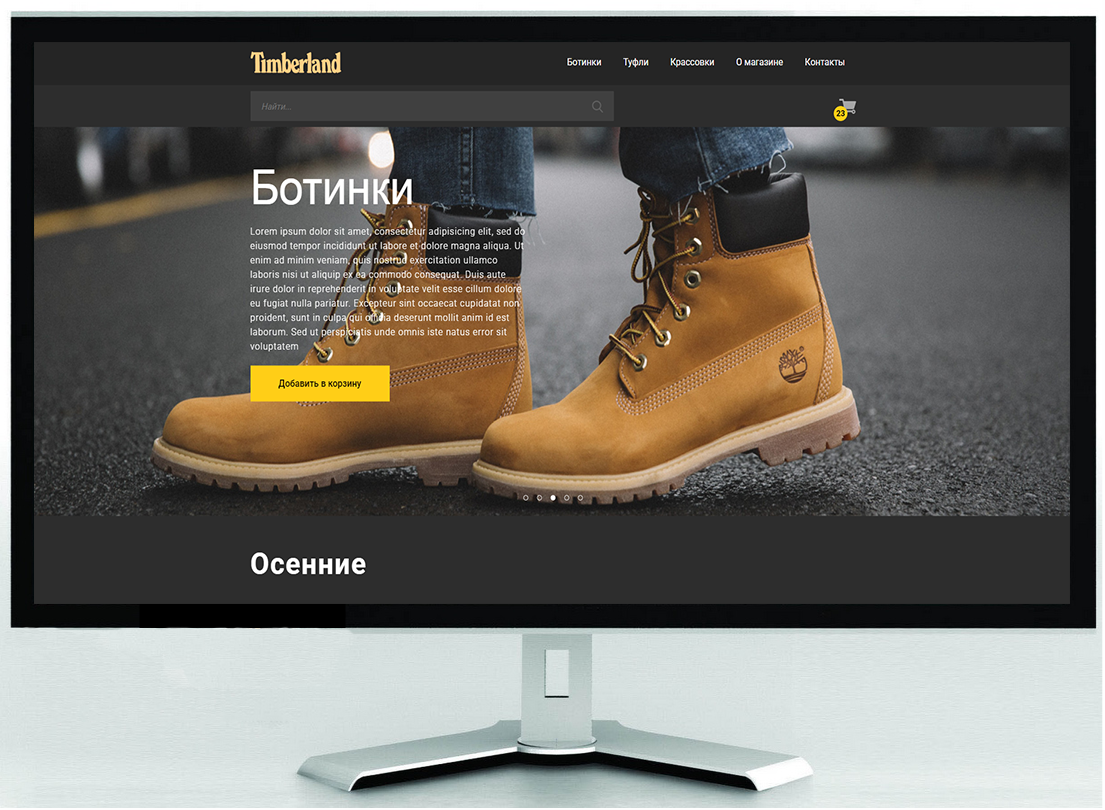 Timberland
Ботинки Туфли Крассовки О магазине Контакты
Найти...
23
Ботинки
Lorem ipsum dolor sit amet, consectetur adipisicing elit, sed do
eiusmod tempor incididunt ut labore et dolore magna aliqua. Ut
enim ad minim veniam, quis nostrud exercitation ullamco
laboris nisi ut aliquip ex ea commodo consequat. Duis aute
irure dolor in reprehenderit in voluptate velit esse cillum dolore
eu fugiat nulla pariatur. Excepteur sint occaecat cupidatat non
proident, sunt in culpa qui officia deserunt mollit anim id est
laborum. Sed ut perspiciatis unde omnis iste natus error sit
voluptatem
Добавить в корзину
Осенние